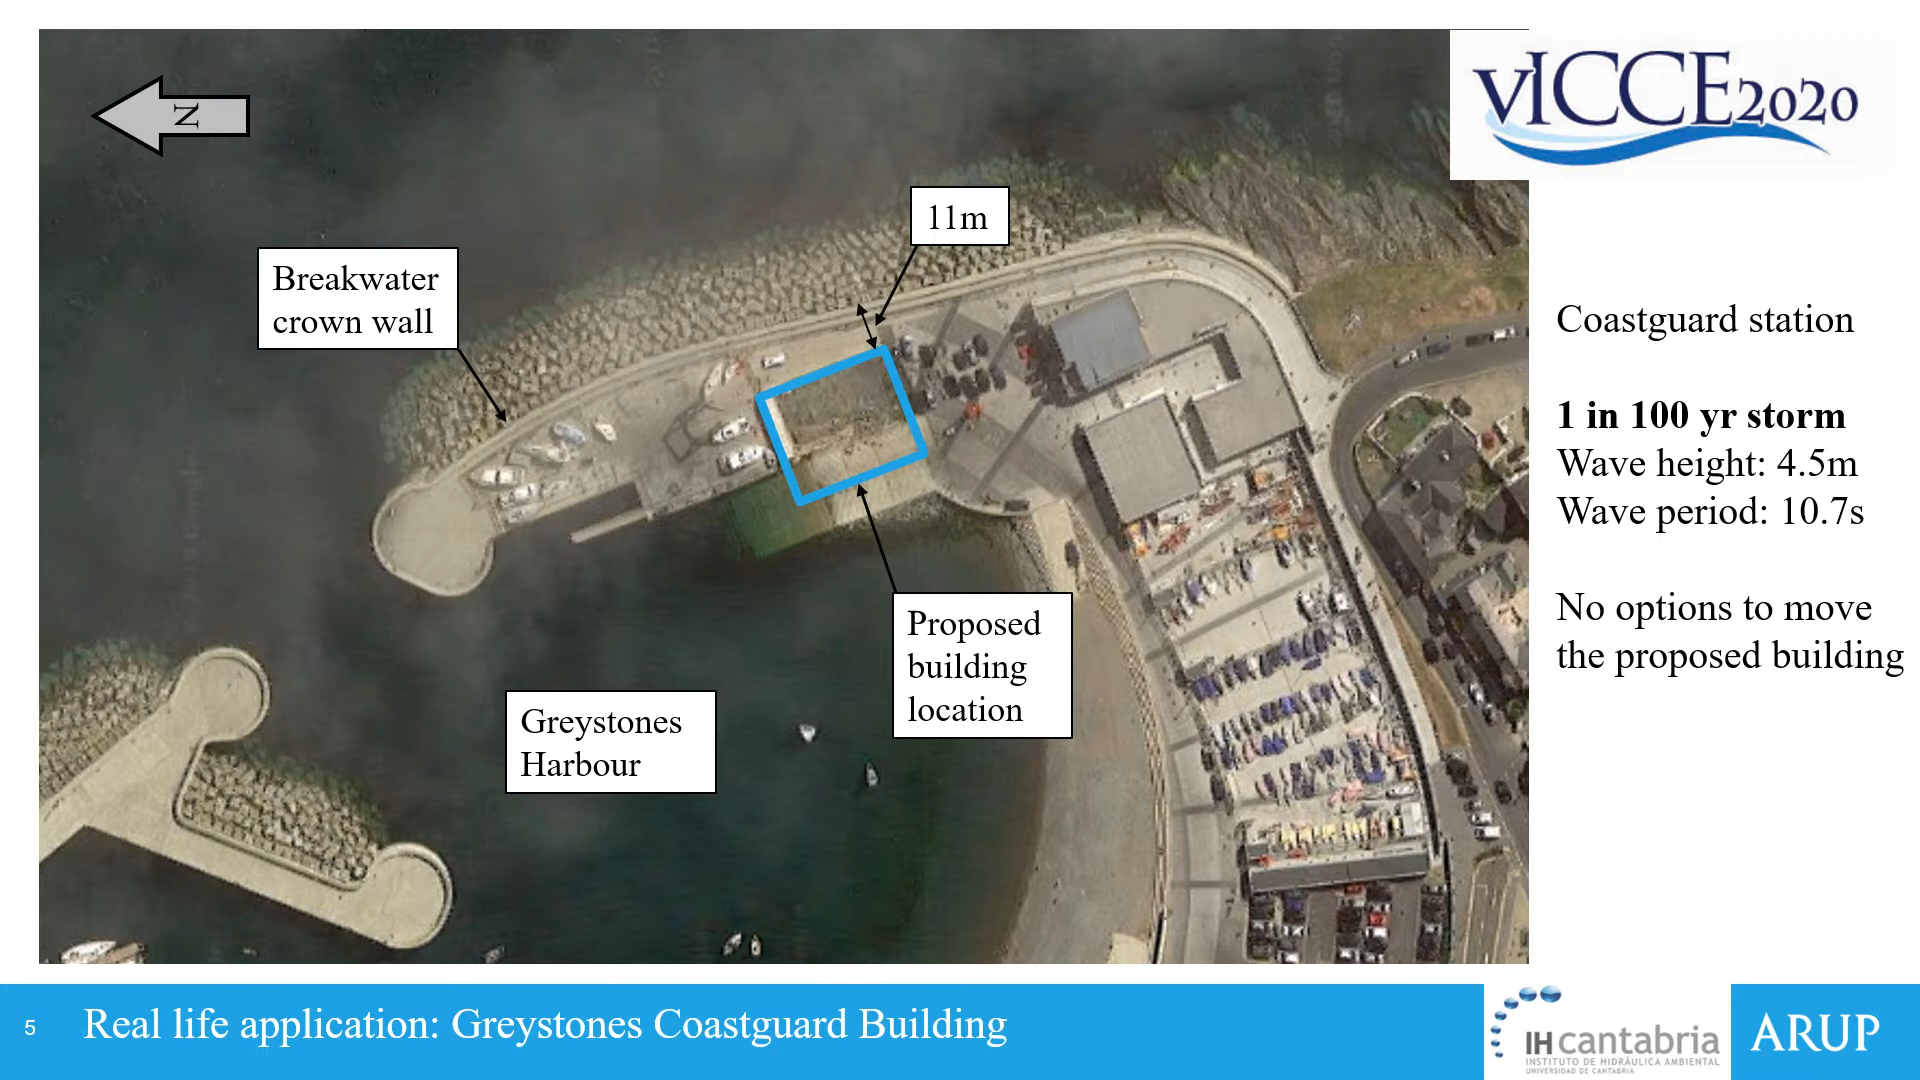 N
vICCE2020
11m
Breakwater
crown wall
Coastguard station
1 in 100 yr storm
Wave height: 4.5m
Wave period: 10.7s
No options to move
the proposed building
Proposed
building
location
Greystones
Harbour
5
Real life application: Greystones Coastguard Building
IHcantabria
INSTITUTO DE HIDRÁULICA AMBIENTAL
UNIVERSIDAD DE CANTABRIA
ARUP